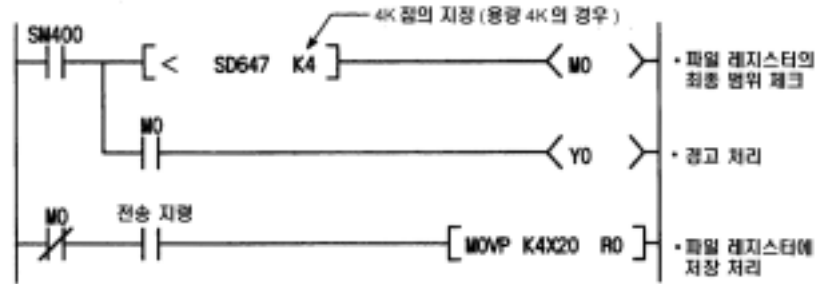 4K 점의 지정 (용량 4K의 경우)
SM400
[< SD647 K4]
M0
• 파일 레지스터의
최종 범위 체크
M0
Y0
• 경고 처리
M0
전송 지령
[MOVP K4X20 R0]
• 파일 레지스터에
저장 처리